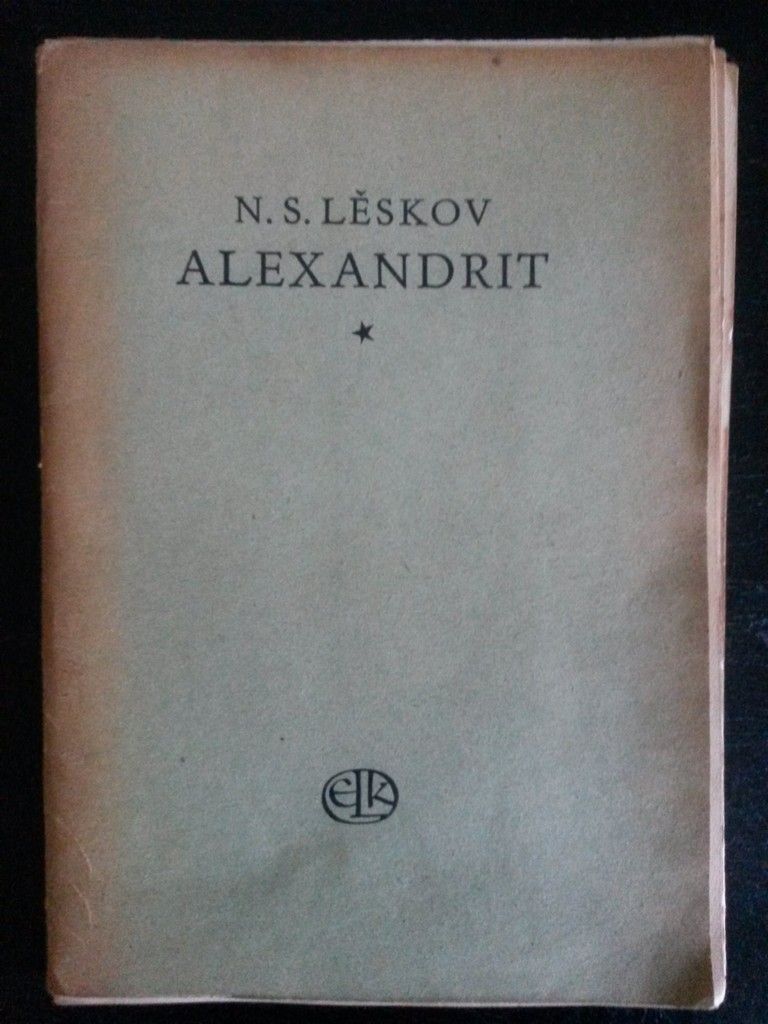 N. S. LĚSKOV
ALEXANDRIT
ELK